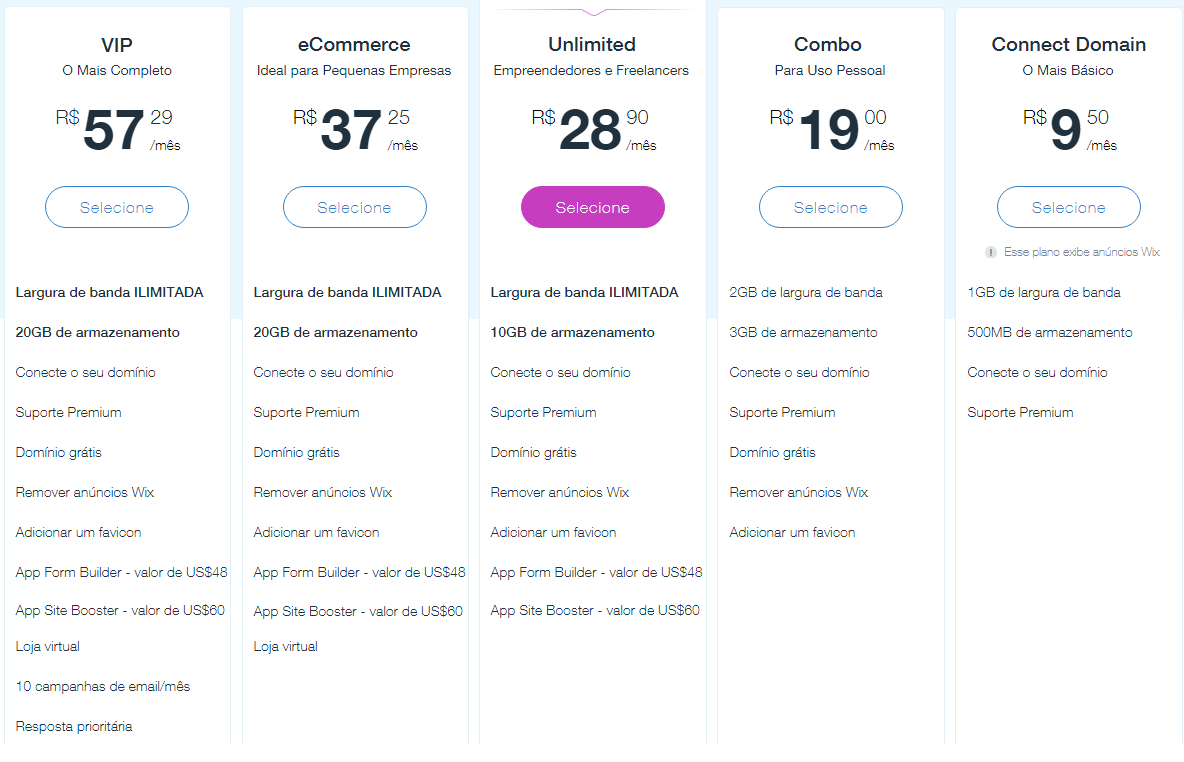 VIP
O Mais Completo
R$ 57 29
/mês
Selecione
Largura de banda ILIMITADA
20GB de armazenamento
Conecte o seu domínio
Suporte Premium
Domínio grátis
Remover anúncios Wix
Adicionar um favicon
App Form Builder - valor de US$48
App Site Booster - valor de US$60
Loja virtual
10 campanhas de email/mês
Resposta prioritária
eCommerce
Ideal para Pequenas Empresas
R$ 37 25
/mês
Selecione
Largura de banda ILIMITADA
20GB de armazenamento
Conecte o seu domínio
Suporte Premium
Domínio grátis
Remover anúncios Wix
Adicionar um favicon
App Form Builder - valor de US$48
App Site Booster - valor de US$60
Loja virtual
Unlimited
Empreendedores e Freelancers
R$ 28 90
/mês
Selecione
Largura de banda ILIMITADA
10GB de armazenamento
Conecte o seu domínio
Suporte Premium
Domínio grátis
Remover anúncios Wix
Adicionar um favicon
App Form Builder - valor de US$48
App Site Booster - valor de US$60
Combo
Para Uso Pessoal
R$ 19 00
/mês
Selecione
2GB de largura de banda
3GB de armazenamento
Conecte o seu domínio
Suporte Premium
Domínio grátis
Remover anúncios Wix
Adicionar um favicon
Connect Domain
O Mais Básico
R$ 9 50
/mês
Selecione
! Esse plano exibe anúncios Wix
1GB de largura de banda
500MB de armazenamento
Conecte o seu domínio
Suporte Premium